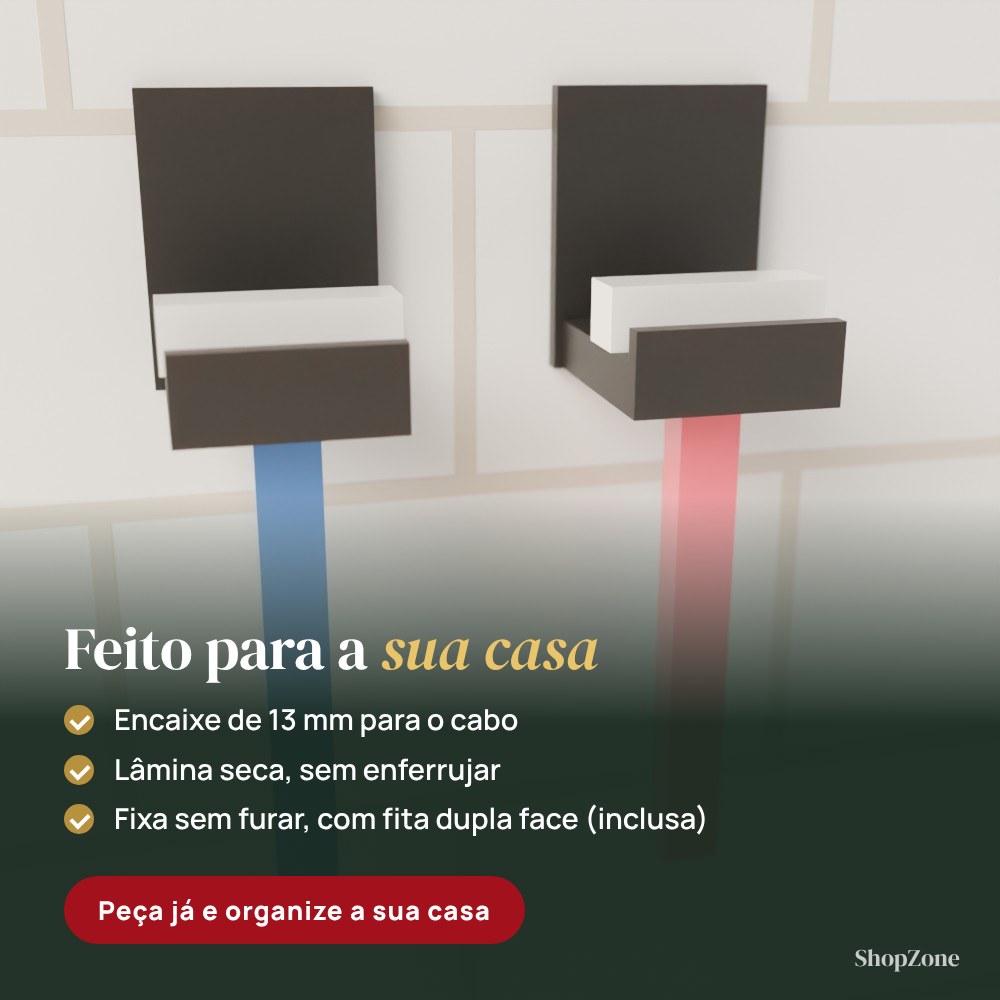 Feito para a sua casa
Encaixe de 13 mm para o cabo
Lâmina seca, sem enferrujar
Fixa sem furar, com fita dupla face (inclusa)
Peça já e organize a sua casa
ShopZone